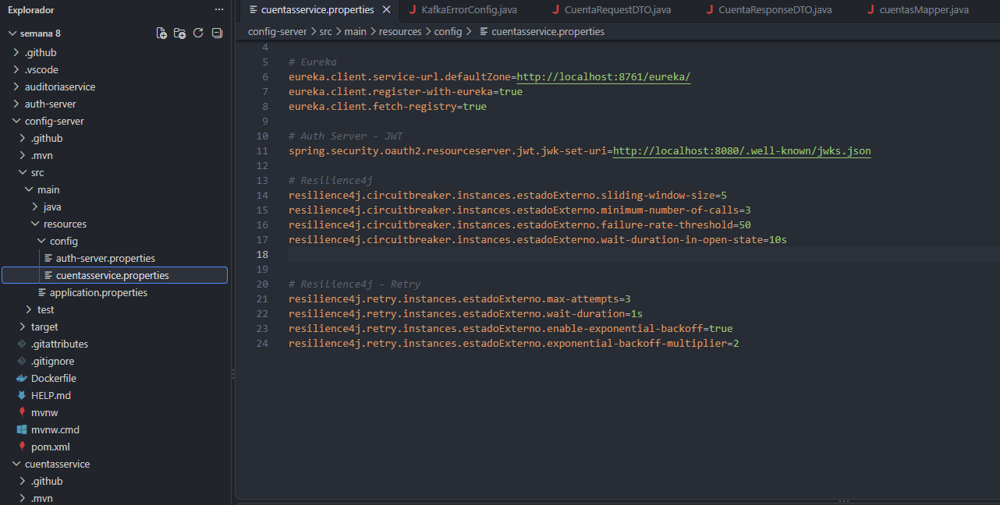 Explorador
semana 8
.github
.vscode
auditoriaservice
auth-server
config-server
.github
.mvn
src
main
java
resources
config
auth-server.properties
cuentasservice.properties
application.properties
test
target
.gitattributes
.gitignore
Dockerfile
HELP.md
mvnw
mvnw.cmd
pom.xml
cuentasservice
.github
.mvn
cuentasservice.properties KafkaErrorConfig.java CuentaRequestDTO.java CuentaResponseDTO.java cuentasMapper.java
config-server > src > main > resources > config > cuentasservice.properties
4
5 # Eureka
6 eureka.client.service-url.defaultZone=http://localhost:8761/eureka/
7 eureka.client.register-with-eureka=true
8 eureka.client.fetch-registry=true
9
10 # Auth Server - JWT
11 spring.security.oauth2.resourceserver.jwt.jwk-set-uri=http://localhost:8080/.well-known/jwks.json
12
13 # Resilience4j
14 resilience4j.circuitbreaker.instances.estadoExterno.sliding-window-size=5
15 resilience4j.circuitbreaker.instances.estadoExterno.minimum-number-of-calls=3
16 resilience4j.circuitbreaker.instances.estadoExterno.failure-rate-threshold=50
17 resilience4j.circuitbreaker.instances.estadoExterno.wait-duration-in-open-state=10s
18
19
20 # Resilience4j - Retry
21 resilience4j.retry.instances.estadoExterno.max-attempts=3
22 resilience4j.retry.instances.estadoExterno.wait-duration=1s
23 resilience4j.retry.instances.estadoExterno.enable-exponential-backoff=true
24 resilience4j.retry.instances.estadoExterno.exponential-backoff-multiplier=2